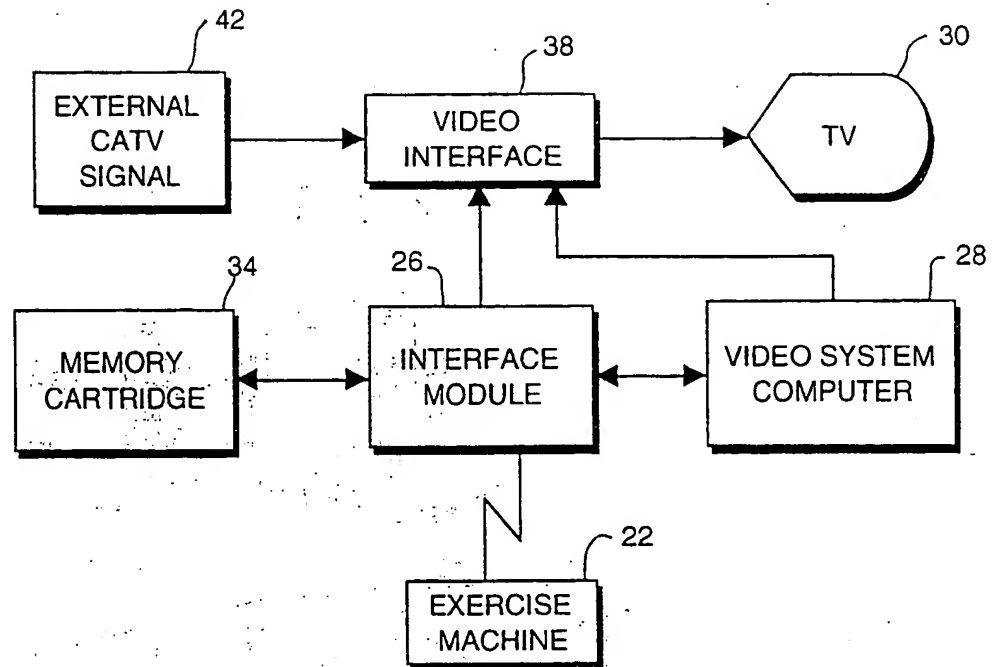 42
38
30
EXTERNAL
CATV
SIGNAL
VIDEO
INTERFACE
TV
34
26
28
MEMORY
CARTRIDGE
INTERFACE
MODULE
VIDEO SYSTEM
COMPUTER
22
EXERCISE
MACHINE